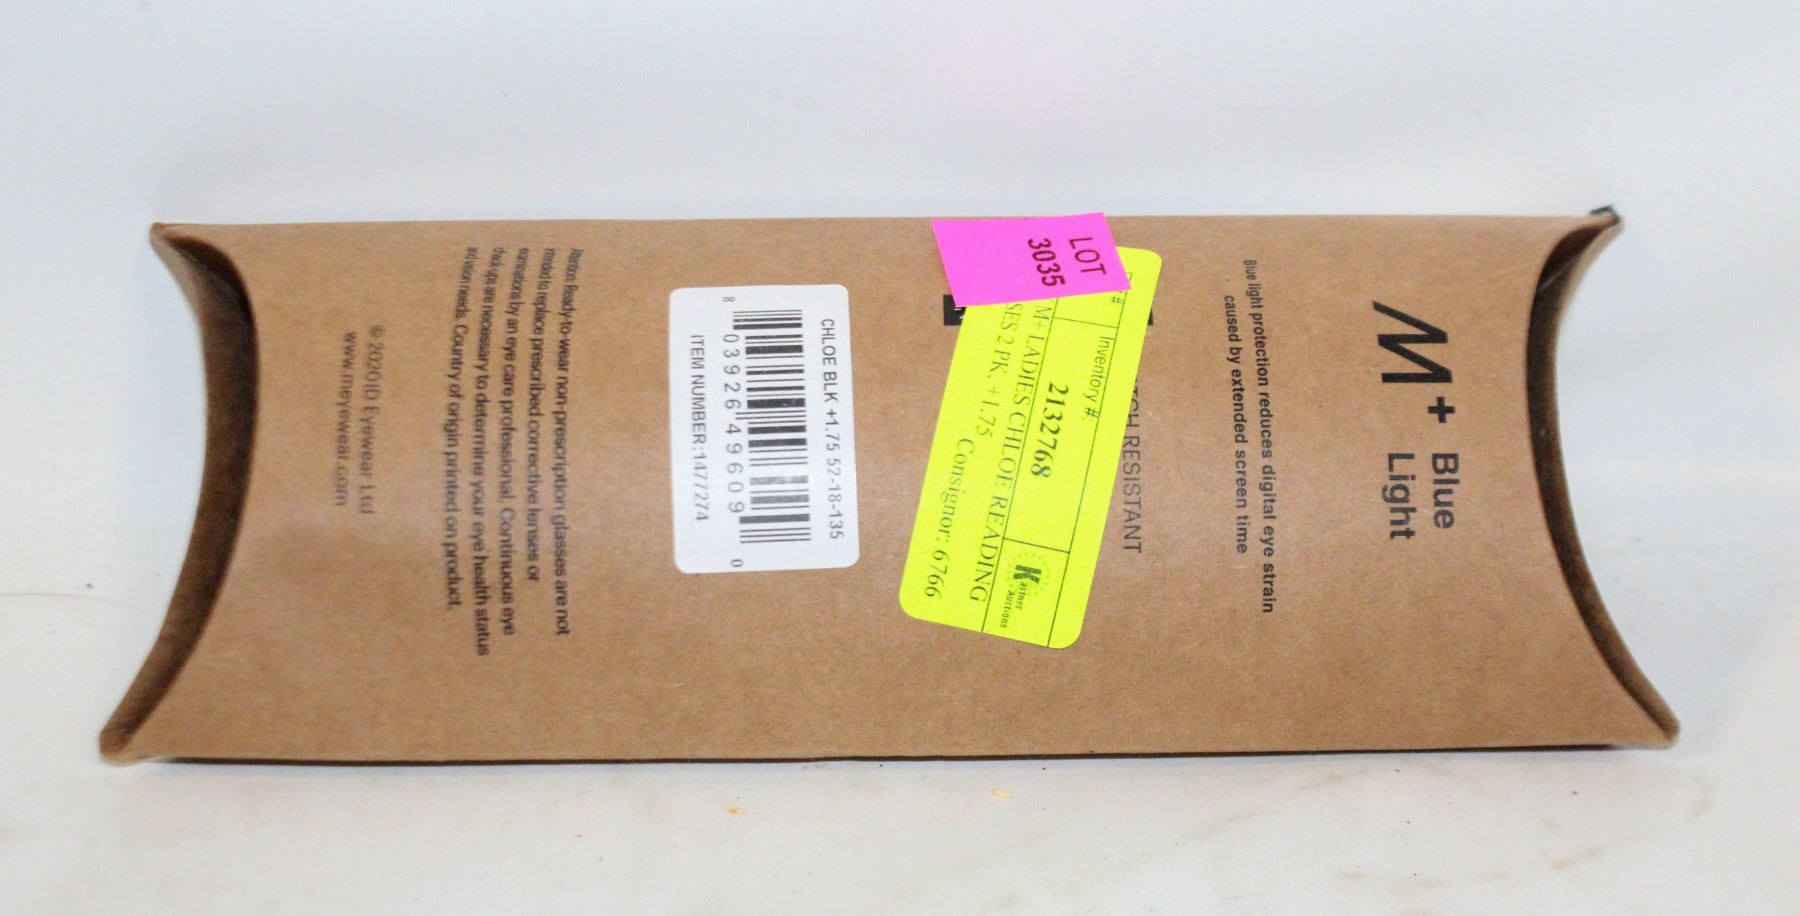 M+ Blue
Light
Blue light protection reduces digital eye strain
caused by extended screen time
RESISTANT
LOT
3035
Inventory #:
2132768
Kastner
Auctions
M+ LADIES CHLOE READING
2 PK, +1.75
Consignor: 6766
CHLOE BLK +1.75 52-18-135
8 03926 49609 0
ITEM NUMBER:1477274
Attention: Ready-to-wear non-prescription glasses are not
intended to replace prescribed corrective lenses or
examinations by an eye care professional. Continuous eye
check-ups are necessary to determine your eye health status
and vision needs. Country of origin printed on product.
© 2020 ID Eyewear Ltd
www.meyewear.com